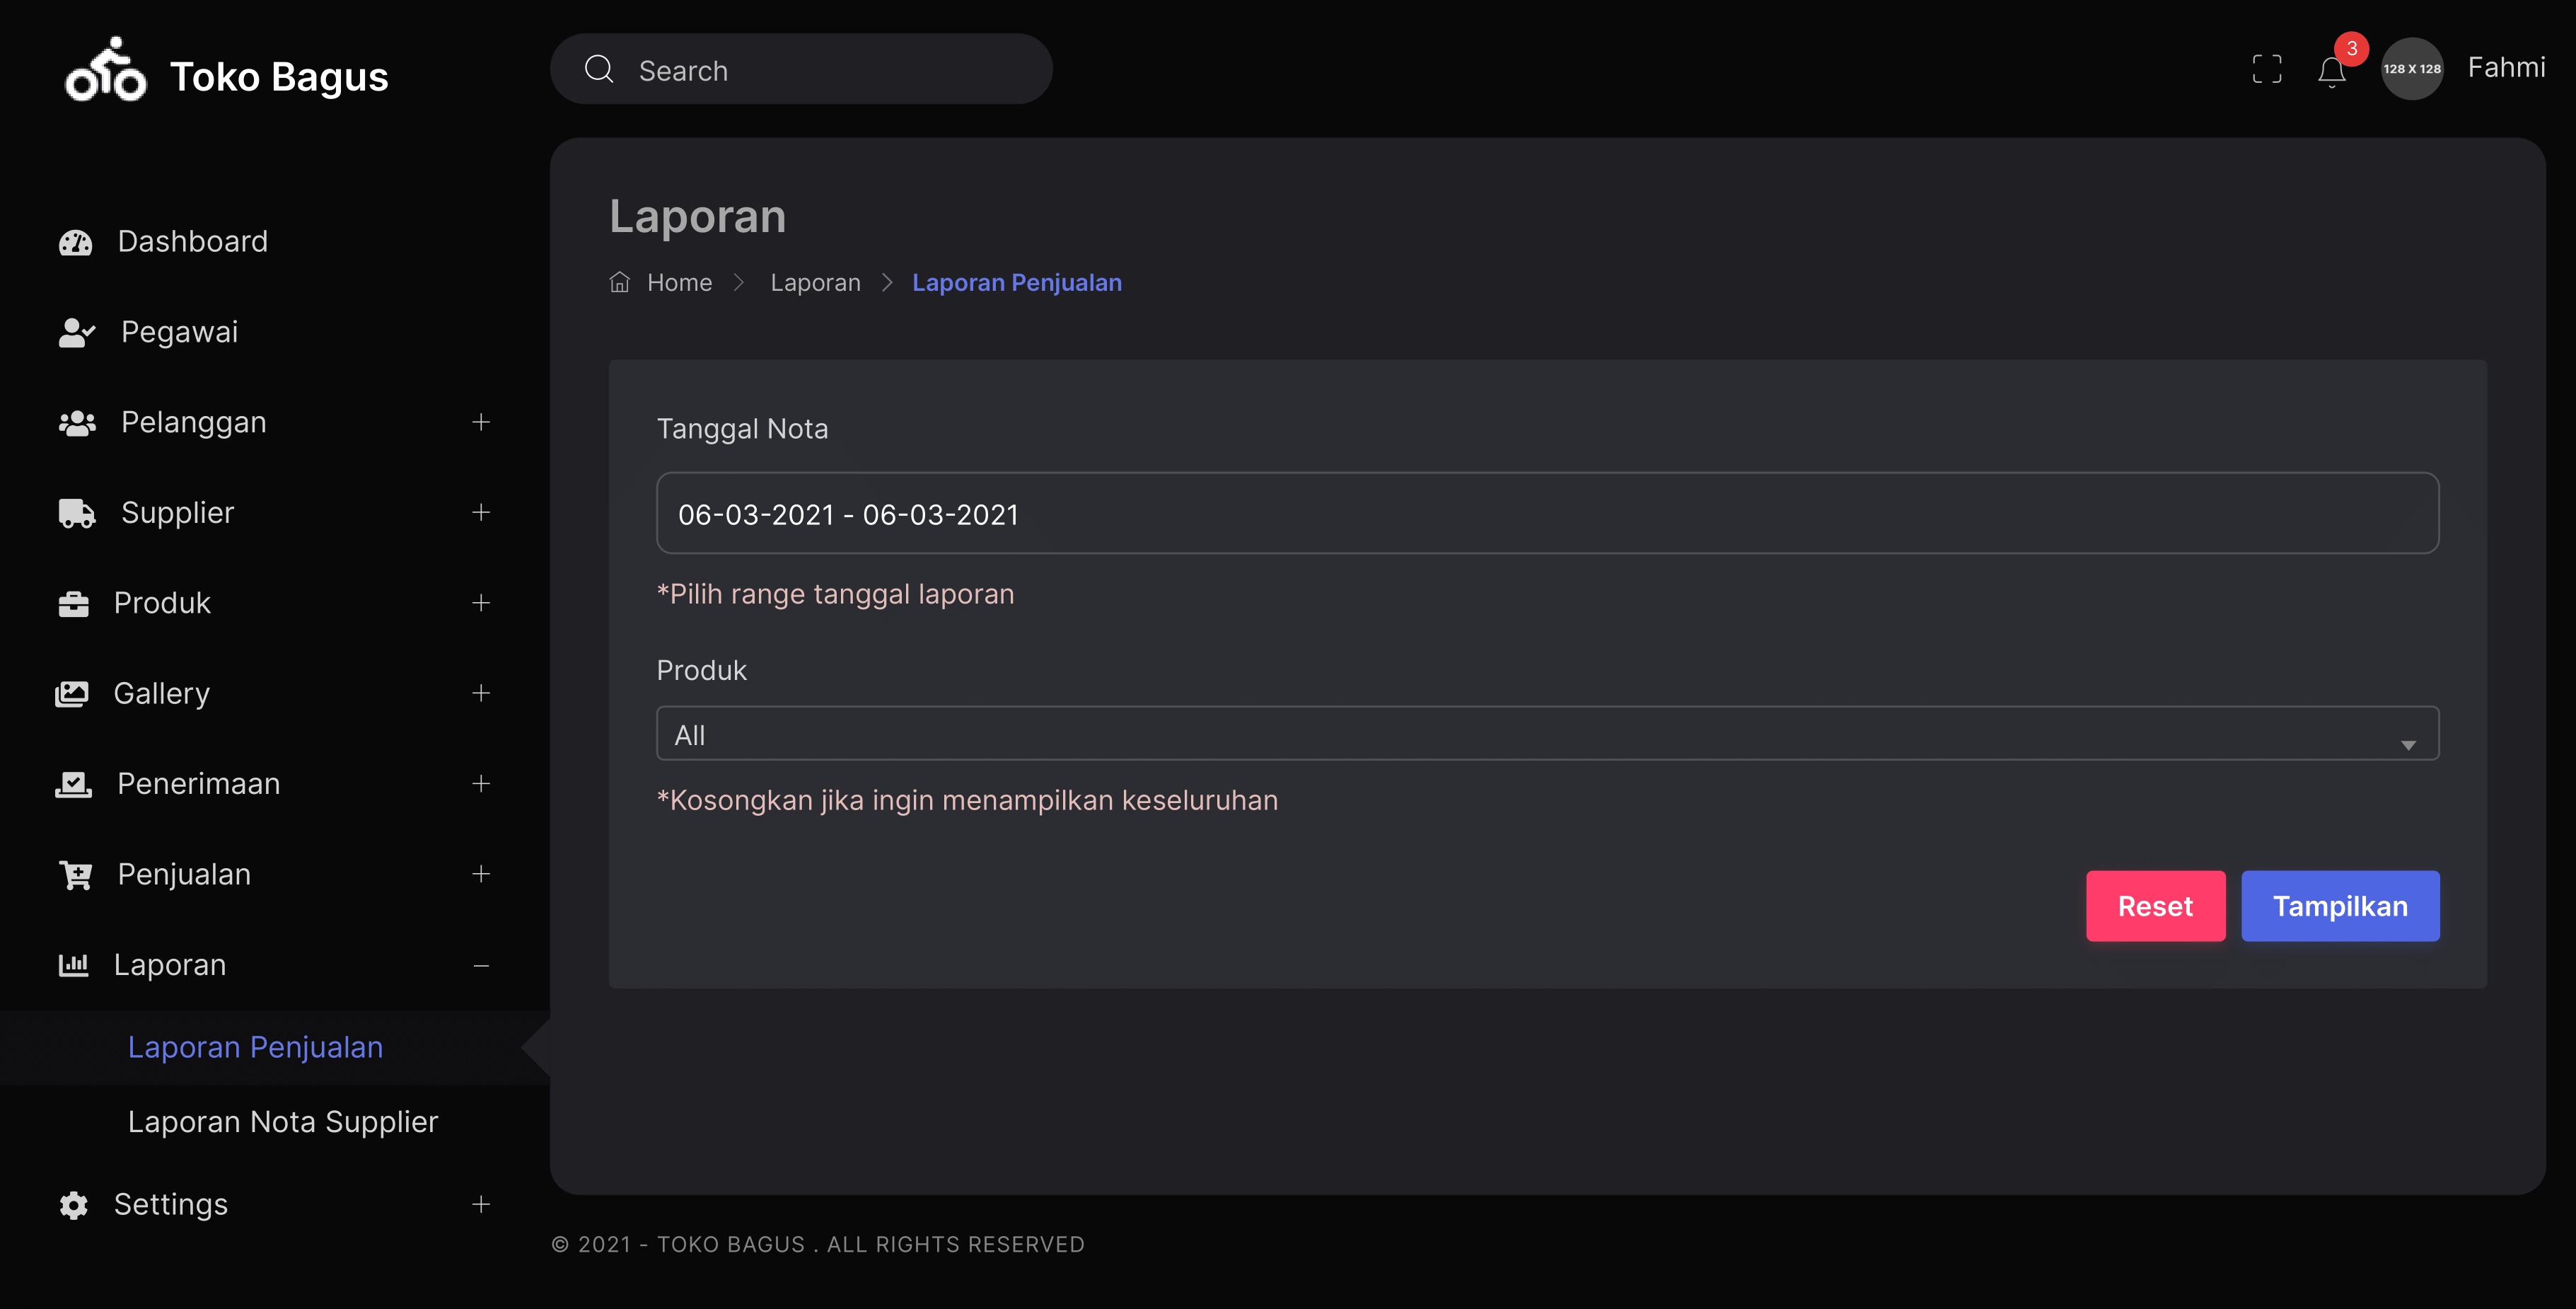 Toko Bagus
Search
3
128 X 128
Fahmi
Dashboard
Pegawai
Pelanggan
Supplier
Produk
Gallery
Penerimaan
Penjualan
Laporan
Laporan Penjualan
Laporan Nota Supplier
Settings
Laporan
Home > Laporan > Laporan Penjualan
Tanggal Nota
06-03-2021 - 06-03-2021
*Pilih range tanggal laporan
Produk
All
*Kosongkan jika ingin menampilkan keseluruhan
Reset
Tampilkan
© 2021 - TOKO BAGUS . ALL RIGHTS RESERVED